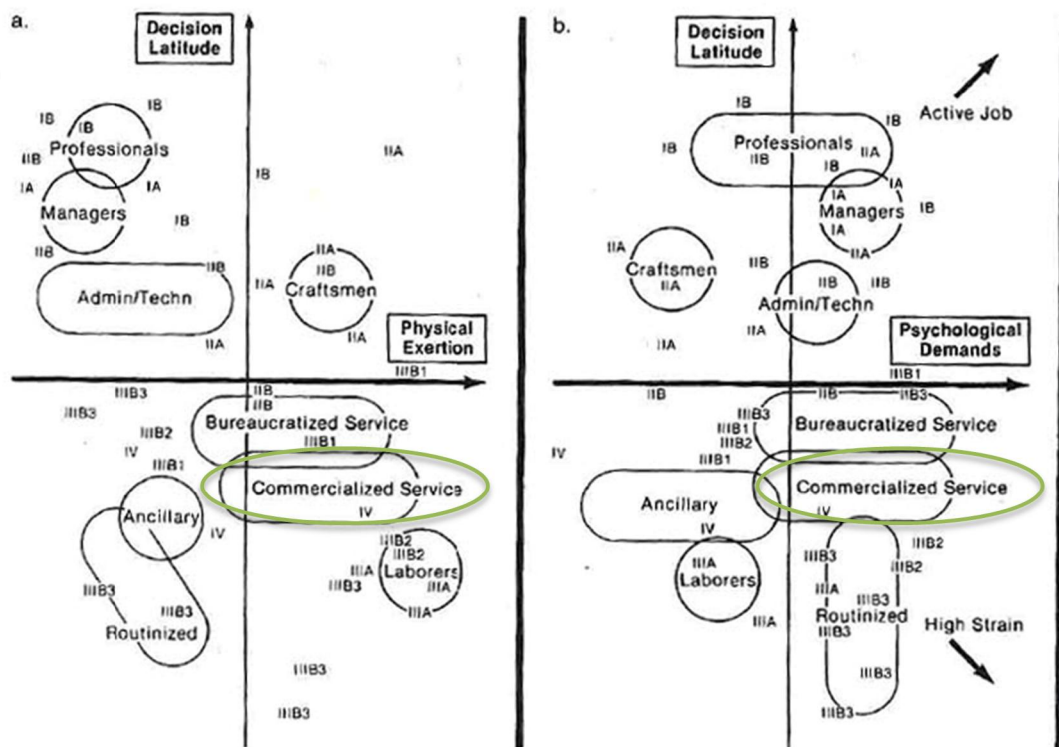 a.
Decision
Latitude
IB
IB
IB
Professionals
IIB
IIA
IB
IA
IA
Managers
IB
IIB
IIB
IIA
IIB
IIA
Craftsmen
Admin/Techn
IIA
IIA
Physical
Exertion
IIIB1
IIIB3
IIB
IIIB3
IIB
Bureaucratized Service
IIIB2
IIIB1
IV
IIIB1
Commercialized Service
IV
Ancillary
IV
IIIB2
IIIB2
IIIA
Laborers
IIIB3
IIIA
IIIB3
IIIB3
IIIA
Routinized
IIIB3
IIIB3
b.
Decision
Latitude
Active Job
IB
IB
Professionals
IB
IIB
IIA
IB
IA
IA
Managers
IB
IA
IIA
IIA
IIB
Craftsmen
IIA
IIB
IIB
Admin/Techn
IIA
IIA
Psychological
Demands
IIIB1
IIB
IIB
IIIB3
IIIB3
IIIB1
Bureaucratized Service
IIIB2
IV
IIIB1
Commercialized Service
Ancillary
IV
IV
IIIB2
IIIB3
IIIB2
IIIA
Laborers
IIIA
IIIB3
Routinized
IIIA
IIIB3
High Strain
IIIB3
IIIB3